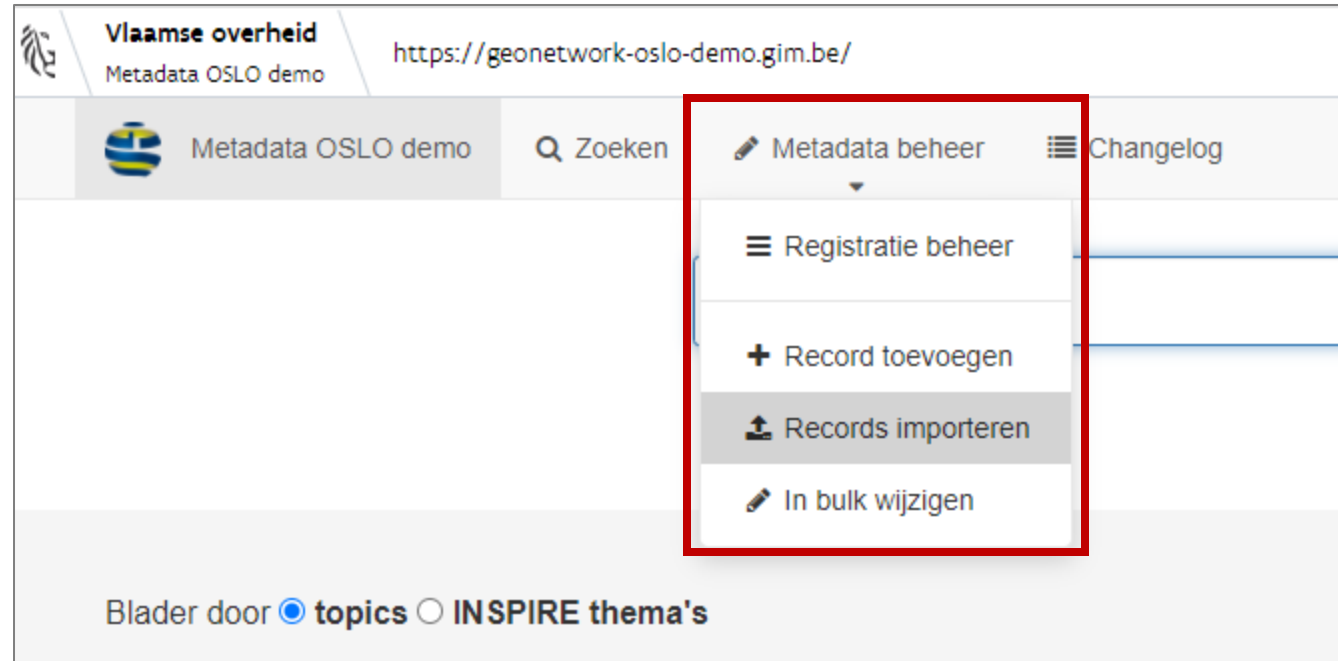 Vlaamse overheid
Metadata OSLO demo
https://geonetwork-oslo-demo.gim.be/
Metadata OSLO demo Zoeken Metadata beheer Changelog
Registratie beheer
Record toevoegen
Records importeren
In bulk wijzigen
Blader door topics INSPIRE thema's